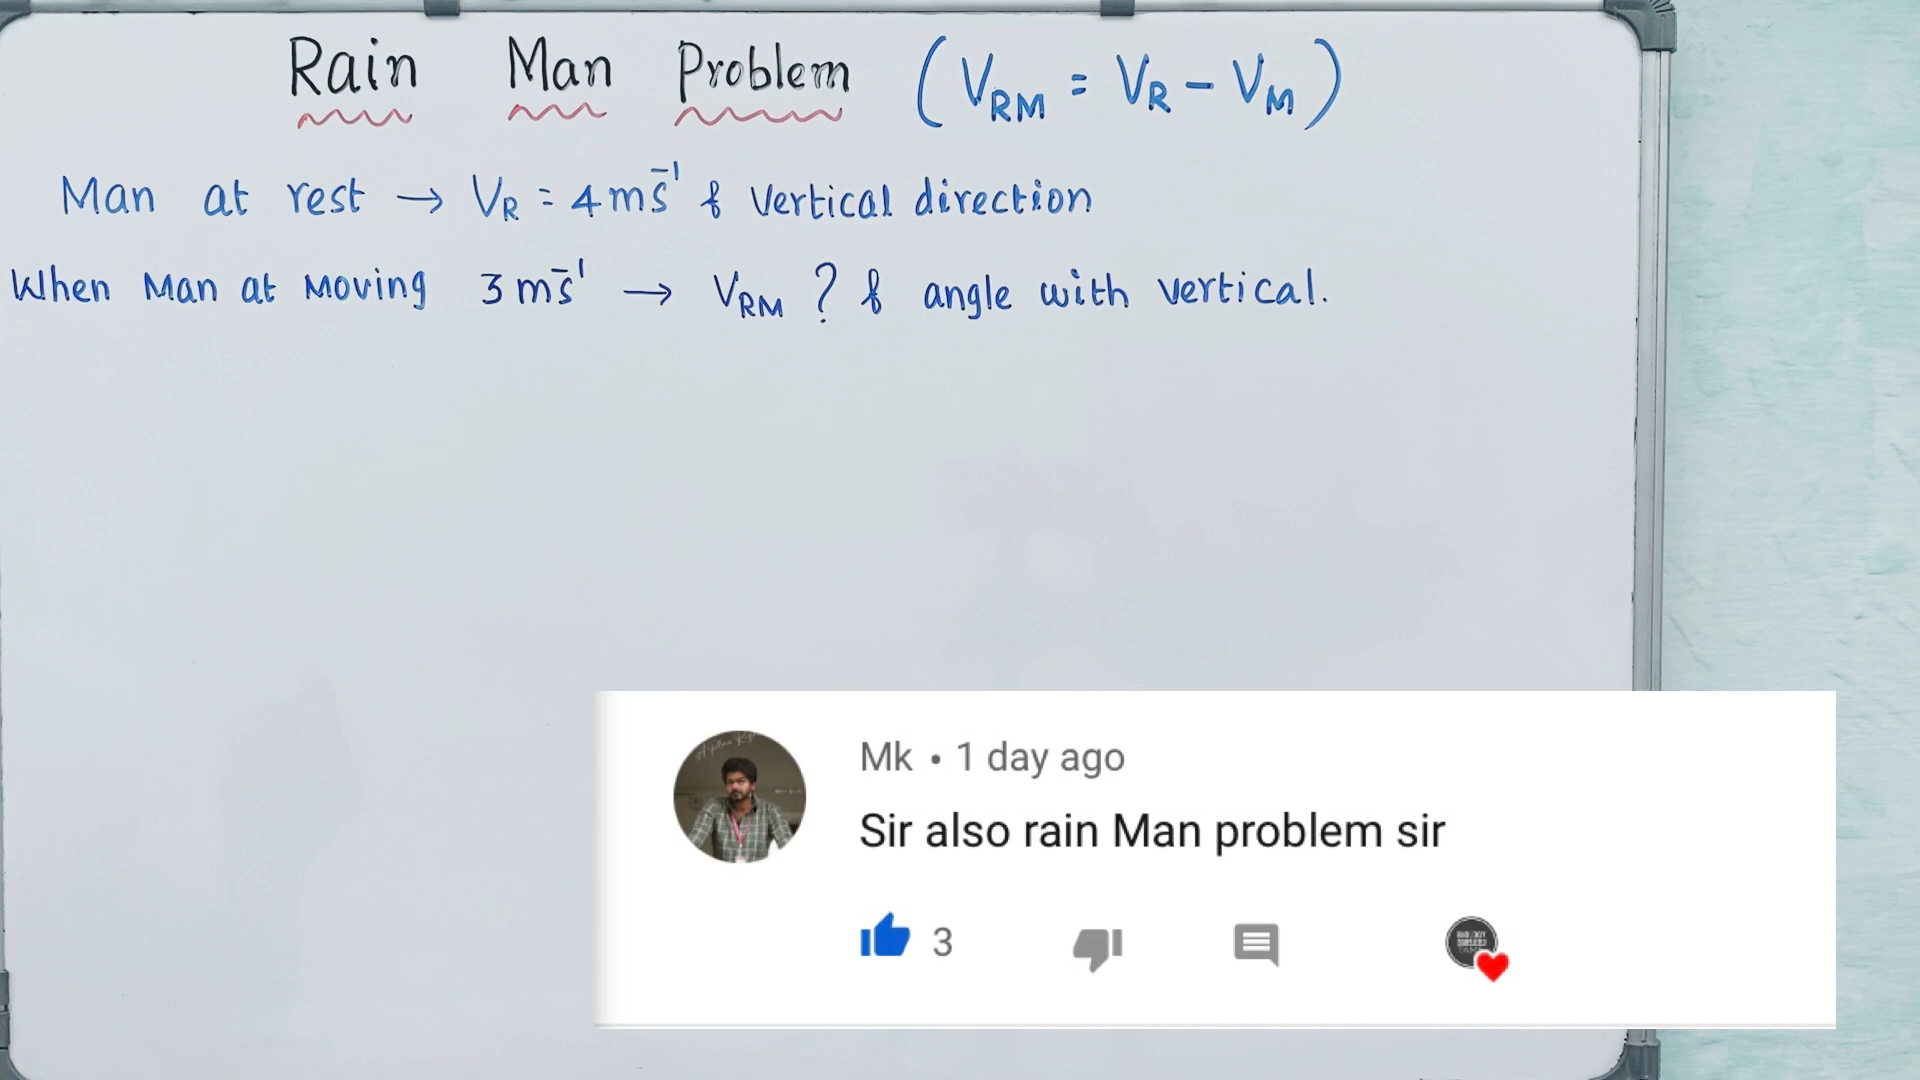 Rain Man Problem (VRM = VR - VM)
Man at rest → VR = 4 ms⁻¹ & Vertical direction
When Man at Moving 3 ms⁻¹ → VRM ? & angle with vertical.
Mk • 1 day ago
Sir also rain Man problem sir
3